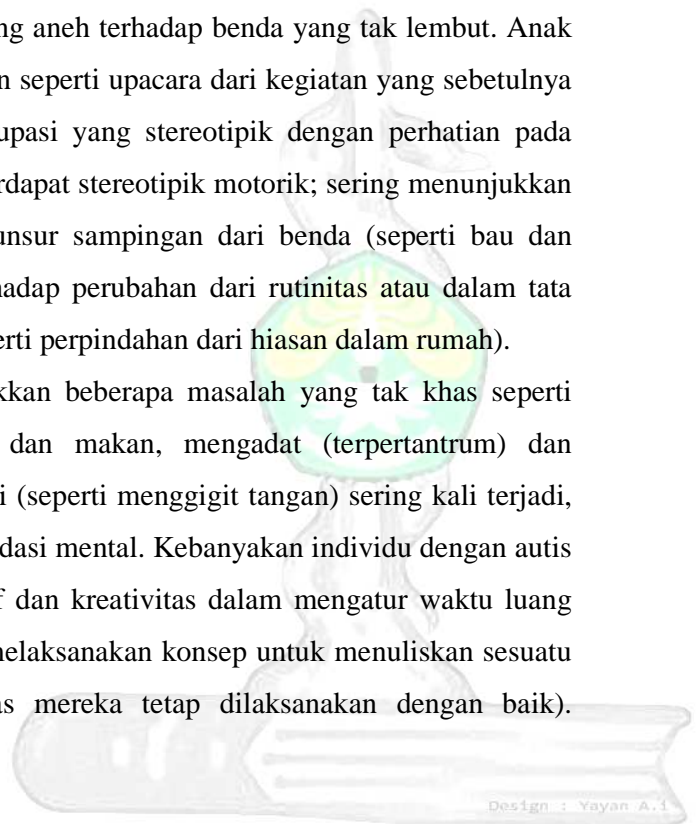 ng aneh terhadap benda yang tak lembut. Anak
n seperti upacara dari kegiatan yang sebetulnya
upasi yang stereotipik dengan perhatian pada
rdapat stereotipik motorik; sering menunjukkan
unsur sampingan dari benda (seperti bau dan
hadap perubahan dari rutinitas atau dalam tata
erti perpindahan dari hiasan dalam rumah).
kkan beberapa masalah yang tak khas seperti
dan makan, mengadat (terpertantrum) dan
i (seperti menggigit tangan) sering kali terjadi,
dasi mental. Kebanyakan individu dengan autis
f dan kreativitas dalam mengatur waktu luang
melaksanakan konsep untuk menuliskan sesuatu
as mereka tetap dilaksanakan dengan baik).
Design : Yayan A.1